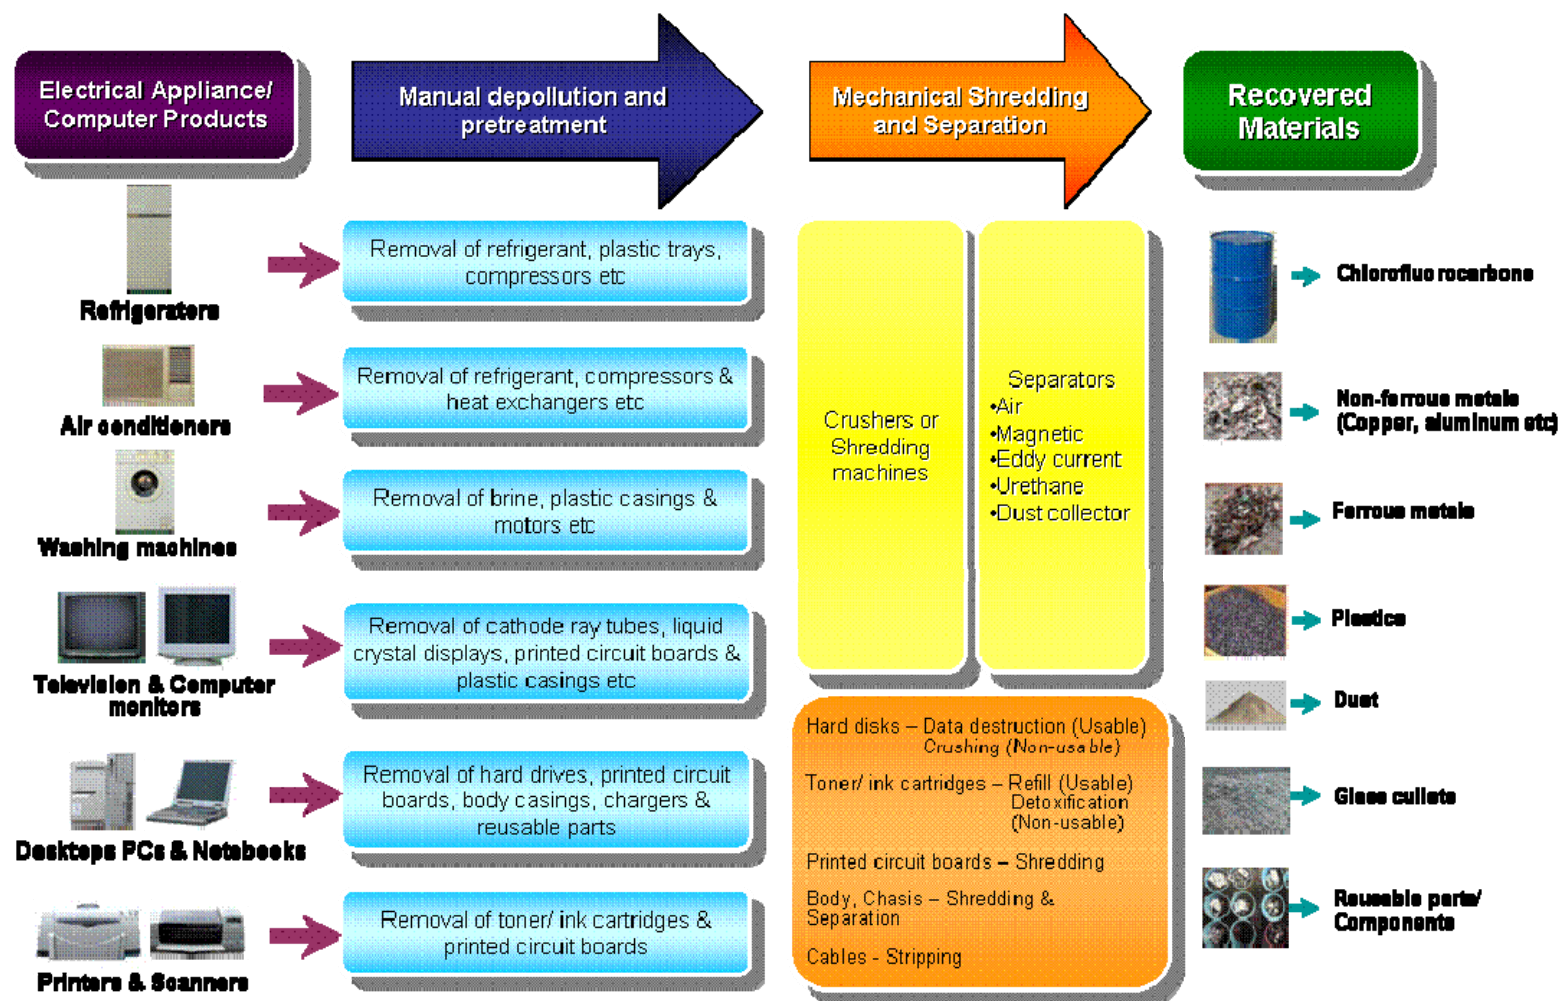 Electrical Appliance/
Computer Products
Manual depollution and
pretreatment
Mechanical Shredding
and Separation
Recovered
Materials
Refrigerators
Removal of refrigerant, plastic trays,
compressors etc
Air conditioners
Removal of refrigerant, compressors &
heat exchangers etc
Washing machines
Removal of brine, plastic casings &
motors etc
Television & Computer
monitors
Removal of cathode ray tubes, liquid
crystal displays, printed circuit boards &
plastic casings etc
Desktops PCs & Notebooks
Removal of hard drives, printed circuit
boards, body casings, chargers &
reusable parts
Printers & Scanners
Removal of toner/ ink cartridges &
printed circuit boards
Crushers or
Shredding
machines
Separators
•Air
•Magnetic
•Eddy current
•Urethane
•Dust collector
Hard disks – Data destruction (Usable)
Crushing (Non-usable)
Toner/ ink cartridges – Refill (Usable)
Detoxification
(Non-usable)
Printed circuit boards – Shredding
Body, Chasis – Shredding &
Separation
Cables - Stripping
Chlorofluorocarbone
Non-ferrous metals
(Copper, aluminum etc)
Ferrous metals
Plastics
Dust
Glass cullets
Reusable parts/
Components